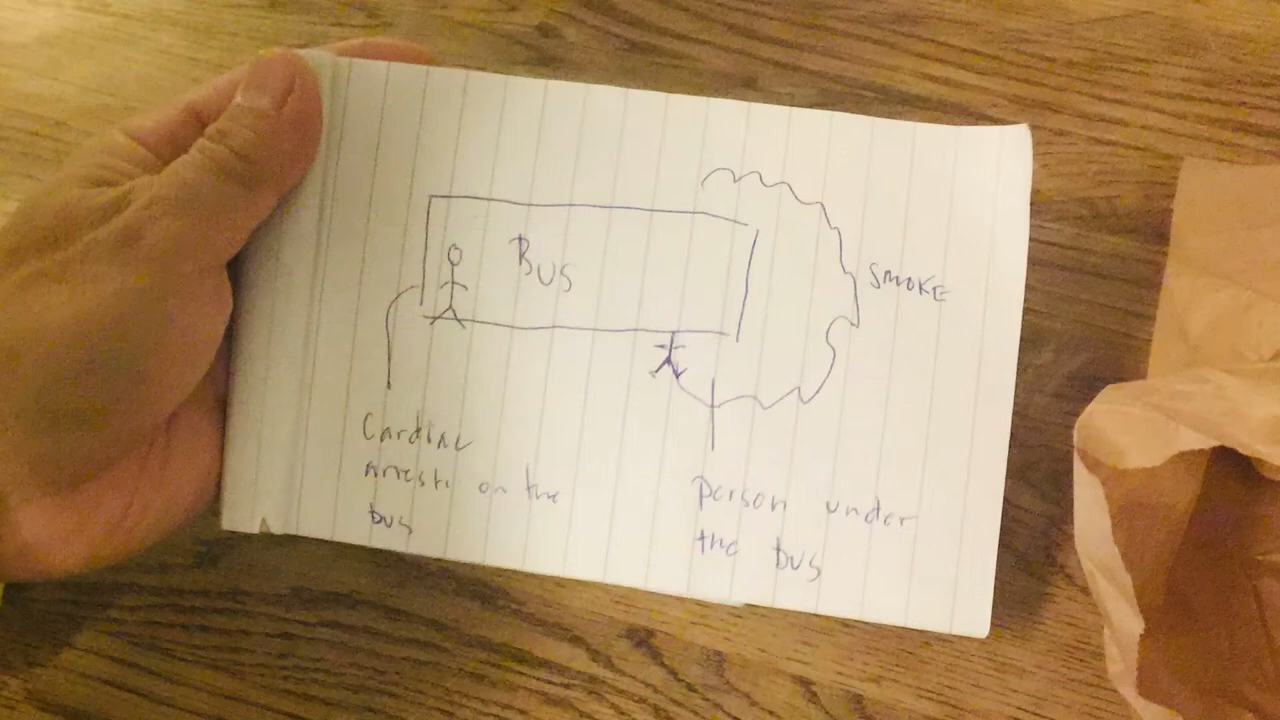 Bus
SMOKE
Cardiac
arrest on the
bus
person under
the bus